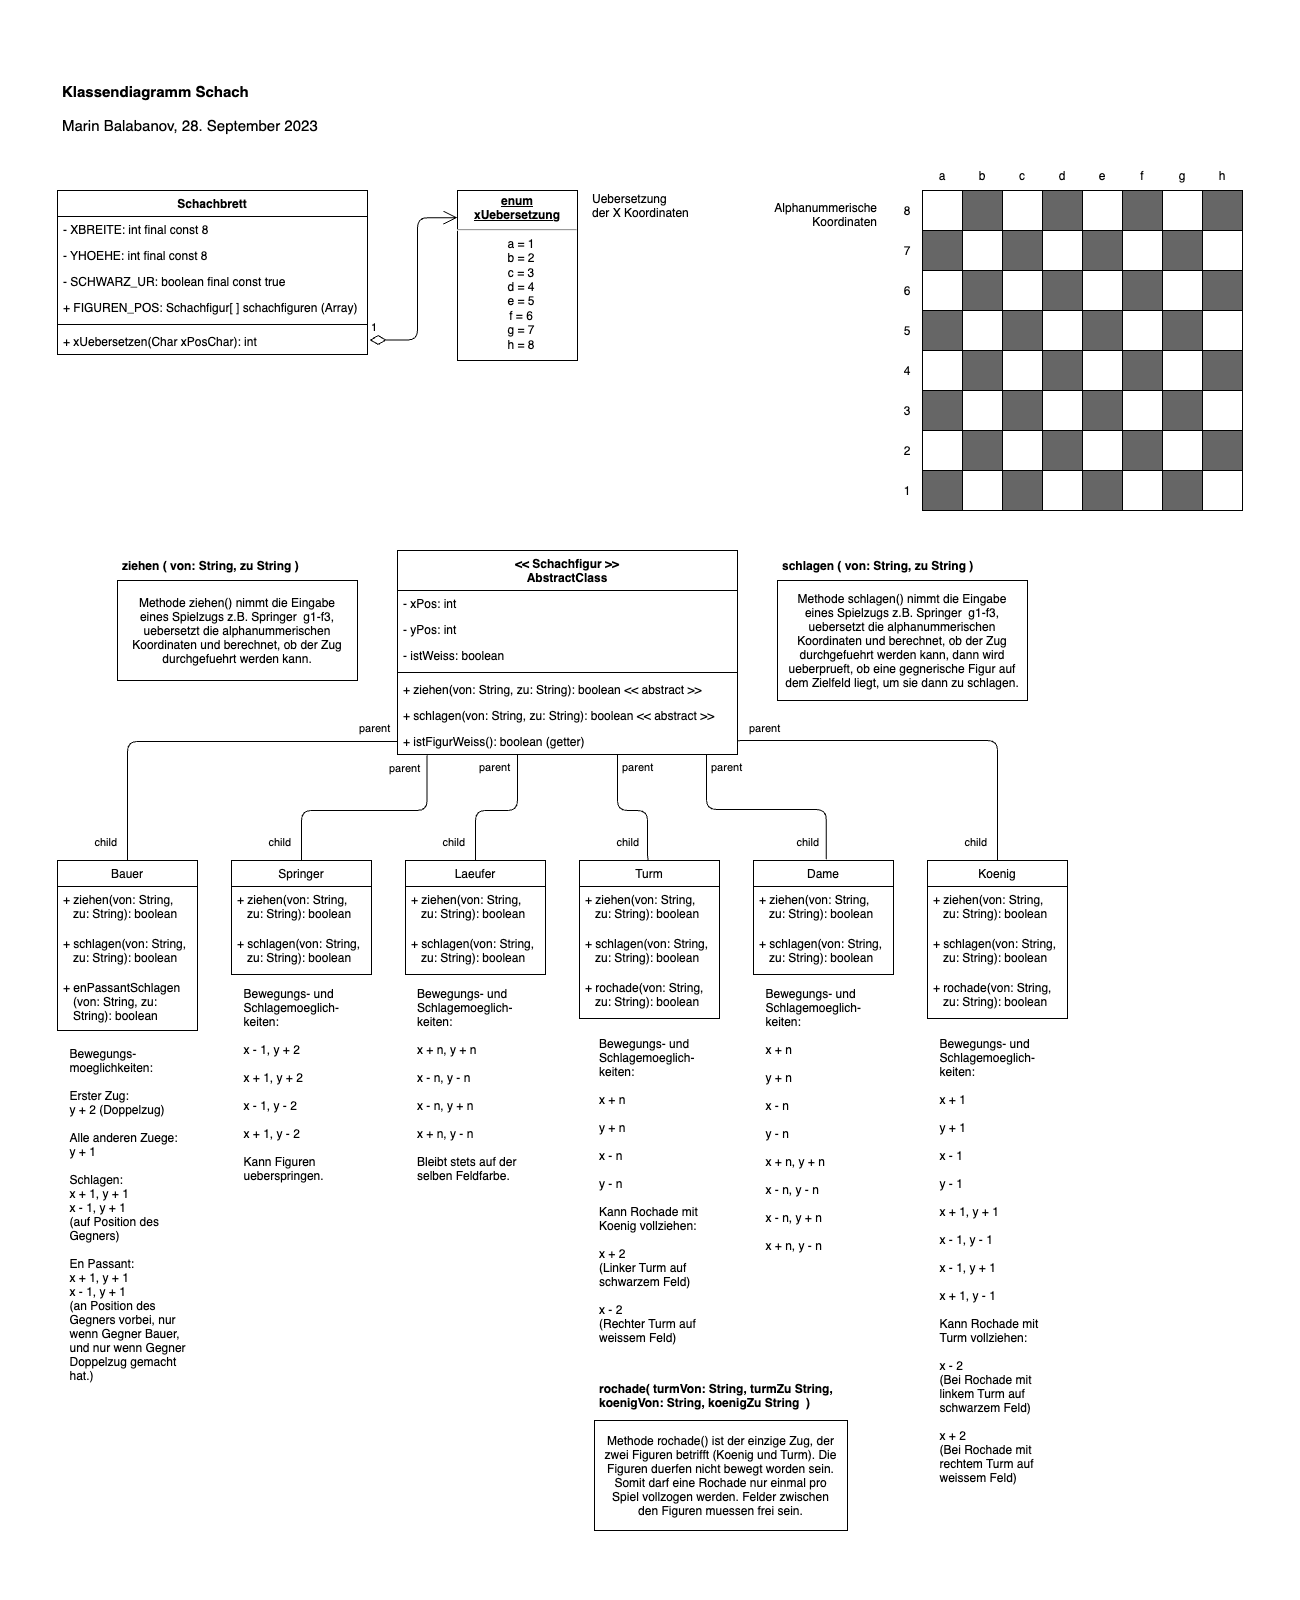 Klassendiagramm Schach
Marin Balabanov, 28. September 2023
Schachbrett
- XBREITE: int final const 8
- YHOEHE: int final const 8
- SCHWARZ_UR: boolean final const true
+ FIGUREN_POS: Schachfigur[ ] schachfiguren (Array)
+ xUebersetzen(Char xPosChar): int
1
enum
xUebersetzung
a = 1
b = 2
c = 3
d = 4
e = 5
f = 6
g = 7
h = 8
Uebersetzung
der X Koordinaten
Alphanummerische
Koordinaten
a b c d e f g h
8
7
6
5
4
3
2
1
ziehen ( von: String, zu String )
Methode ziehen() nimmt die Eingabe
eines Spielzugs z.B. Springer g1-f3,
uebersetzt die alphanummerischen
Koordinaten und berechnet, ob der Zug
durchgefuehrt werden kann.
<< Schachfigur >>
AbstractClass
- xPos: int
- yPos: int
- istWeiss: boolean
+ ziehen(von: String, zu: String): boolean << abstract >>
+ schlagen(von: String, zu: String): boolean << abstract >>
+ istFigurWeiss(): boolean (getter)
schlagen ( von: String, zu String )
Methode schlagen() nimmt die Eingabe
eines Spielzugs z.B. Springer g1-f3,
uebersetzt die alphanummerischen
Koordinaten und berechnet, ob der Zug
durchgefuehrt werden kann, dann wird
ueberprueft, ob eine gegnerische Figur auf
dem Zielfeld liegt, um sie dann zu schlagen.
parent
parent
parent
parent
parent
parent
child
child
child
child
child
child
Bauer
+ ziehen(von: String,
zu: String): boolean
+ schlagen(von: String,
zu: String): boolean
+ enPassantSchlagen
(von: String, zu:
String): boolean
Bewegungs-
moeglichkeiten:
Erster Zug:
y + 2 (Doppelzug)
Alle anderen Zuege:
y + 1
Schlagen:
x + 1, y + 1
x - 1, y + 1
(auf Position des
Gegners)
En Passant:
x + 1, y + 1
x - 1, y + 1
(an Position des
Gegners vorbei, nur
wenn Gegner Bauer,
und nur wenn Gegner
Doppelzug gemacht
hat.)
Springer
+ ziehen(von: String,
zu: String): boolean
+ schlagen(von: String,
zu: String): boolean
Bewegungs- und
Schlagemoeglich-
keiten:
x - 1, y + 2
x + 1, y + 2
x - 1, y - 2
x + 1, y - 2
Kann Figuren
ueberspringen.
Laeufer
+ ziehen(von: String,
zu: String): boolean
+ schlagen(von: String,
zu: String): boolean
Bewegungs- und
Schlagemoeglich-
keiten:
x + n, y + n
x - n, y - n
x - n, y + n
x + n, y - n
Bleibt stets auf der
selben Feldfarbe.
Turm
+ ziehen(von: String,
zu: String): boolean
+ schlagen(von: String,
zu: String): boolean
+ rochade(von: String,
zu: String): boolean
Bewegungs- und
Schlagemoeglich-
keiten:
x + n
y + n
x - n
y - n
Kann Rochade mit
Koenig vollziehen:
x + 2
(Linker Turm auf
schwarzem Feld)
x - 2
(Rechter Turm auf
weissem Feld)
Dame
+ ziehen(von: String,
zu: String): boolean
+ schlagen(von: String,
zu: String): boolean
Bewegungs- und
Schlagemoeglich-
keiten:
x + n
y + n
x - n
y - n
x + n, y + n
x - n, y - n
x - n, y + n
x + n, y - n
Koenig
+ ziehen(von: String,
zu: String): boolean
+ schlagen(von: String,
zu: String): boolean
+ rochade(von: String,
zu: String): boolean
Bewegungs- und
Schlagemoeglich-
keiten:
x + 1
y + 1
x - 1
y - 1
x + 1, y + 1
x - 1, y - 1
x - 1, y + 1
x + 1, y - 1
Kann Rochade mit
Turm vollziehen:
x - 2
(Bei Rochade mit
linkem Turm auf
schwarzem Feld)
x + 2
(Bei Rochade mit
rechtem Turm auf
weissem Feld)
rochade( turmVon: String, turmZu String,
koenigVon: String, koenigZu String )
Methode rochade() ist der einzige Zug, der
zwei Figuren betrifft (Koenig und Turm). Die
Figuren duerfen nicht bewegt worden sein.
Somit darf eine Rochade nur einmal pro
Spiel vollzogen werden. Felder zwischen
den Figuren muessen frei sein.